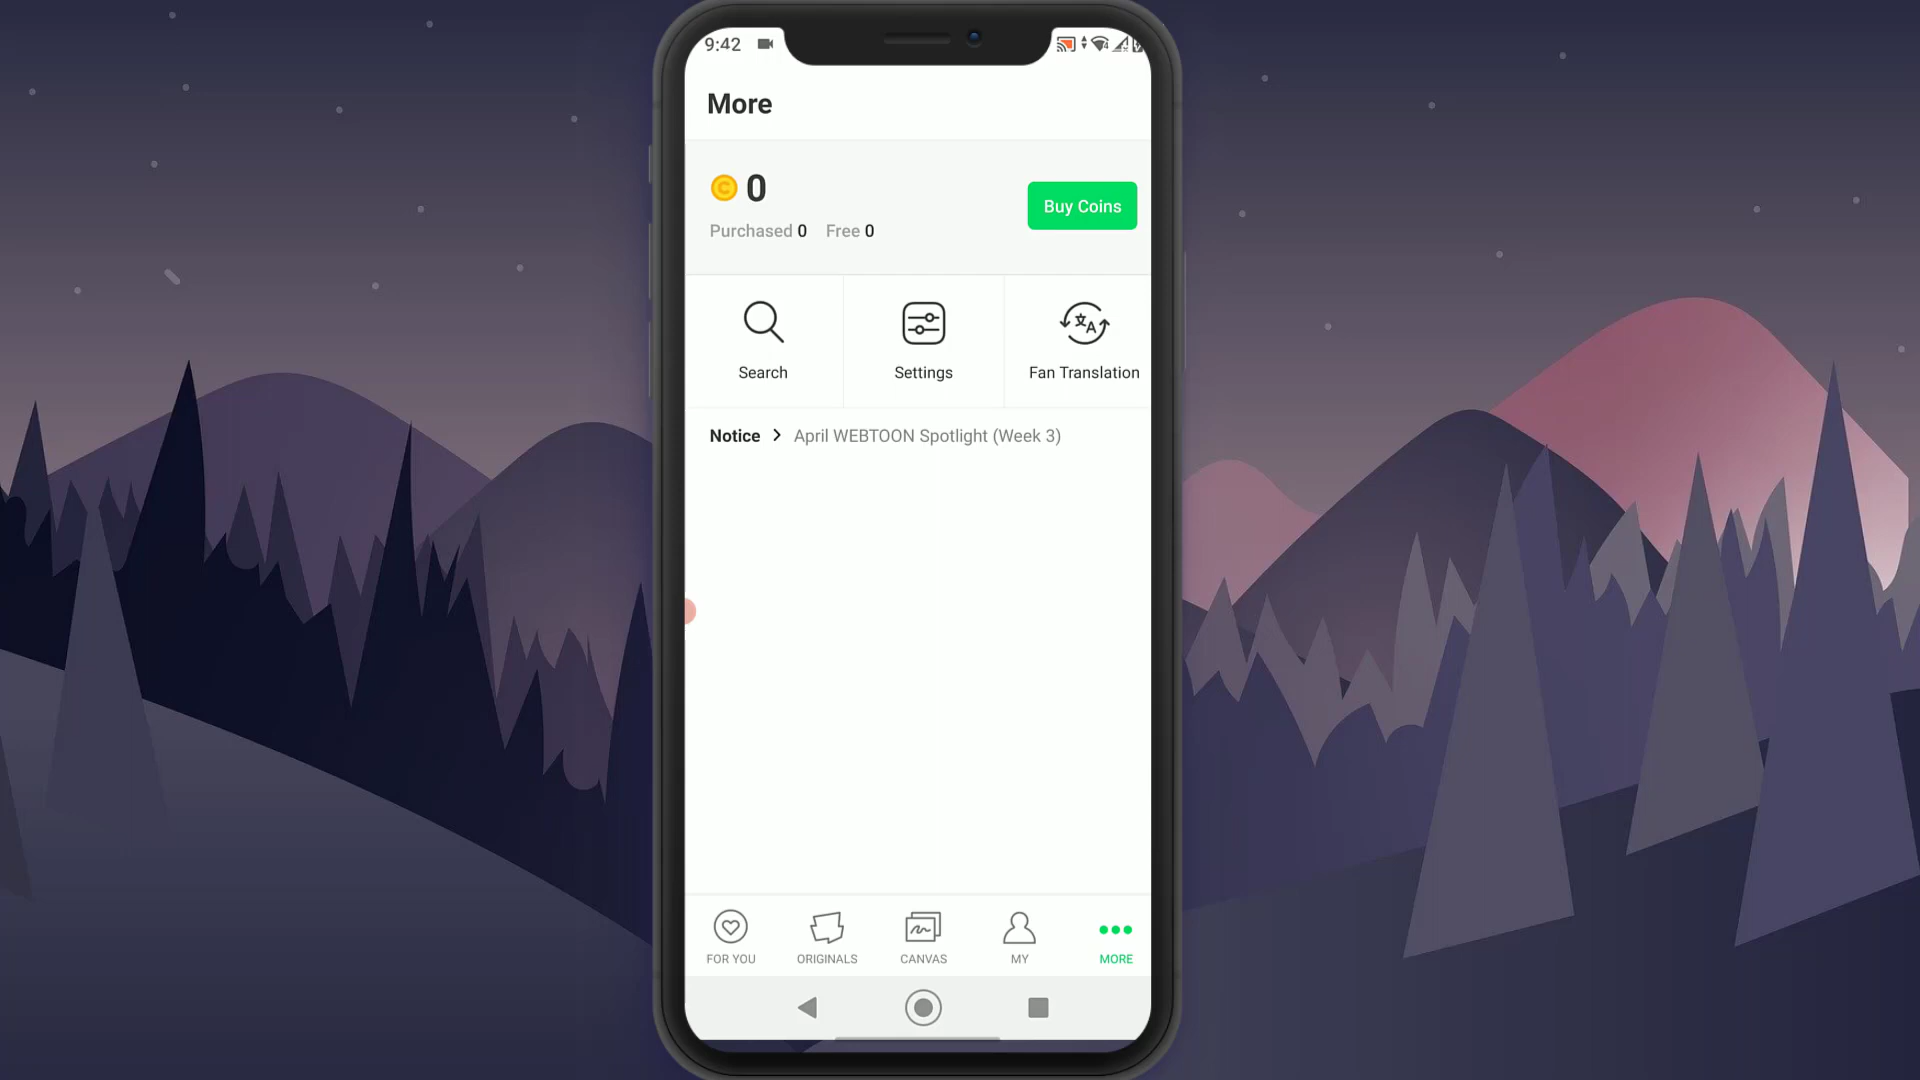 9:42
More
0
Buy Coins
Purchased 0 Free 0
Search
Settings
Fan Translation
Notice > April WEBTOON Spotlight (Week 3)
FOR YOU
ORIGINALS
CANVAS
MY
MORE